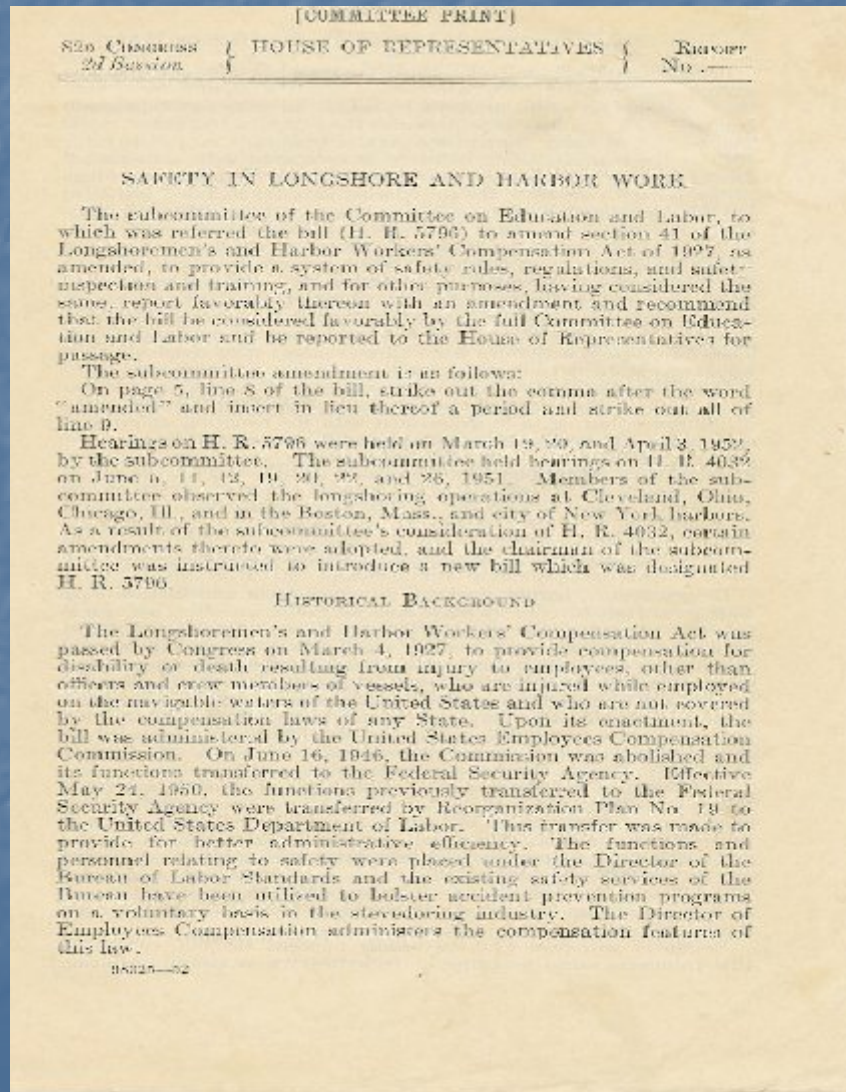 [COMMITTEE PRINT]
82D CONGRESS { HOUSE OF REPRESENTATIVES { REPORT
2d Session { No.——
SAFETY IN LONGSHORE AND HARBOR WORK
The subcommittee of the Committee on Education and Labor, to
which was referred the bill (H. R. 5796) to amend section 41 of the
Longshoremen's and Harbor Workers' Compensation Act of 1927, as
amended, to provide a system of safety rules, regulations, and safety
inspection and training, and for other purposes, having considered the
same, report favorably thereon with an amendment and recommend
that the bill be considered favorably by the full Committee on Educa-
tion and Labor and be reported to the House of Representatives for
passage.
The subcommittee amendment is as follows:
On page 5, line 8 of the bill, strike out the comma after the word
"amended" and insert in lieu thereof a period and strike out all of
line 9.
Hearings on H. R. 5796 were held on March 19, 20, and April 3, 1952,
by the subcommittee. The subcommittee held hearings on H. R. 4032
on June 11, 19, 20, 22, and 26, 1951. Members of the sub-
committee observed the longshoring operations at Cleveland, Ohio,
Chicago, Ill., and in the Boston, Mass., and city of New York harbors.
As a result of the subcommittee's consideration of H. R. 4032, certain
amendments thereto were adopted, and the chairman of the subcom-
mittee was instructed to introduce a new bill which was designated
H. R. 5796.
HISTORICAL BACKGROUND
The Longshoremen's and Harbor Workers' Compensation Act was
passed by Congress on March 4, 1927, to provide compensation for
disability or death resulting from injury to employees, other than
officers and crew members of vessels, who are injured while employed
on the navigable waters of the United States and who are not covered
by the compensation laws of any State. Upon its enactment, the
bill was administered by the United States Employees Compensation
Commission. On June 16, 1946, the Commission was abolished and
its functions transferred to the Federal Security Agency. Effective
May 24, 1950, the functions previously transferred to the Federal
Security Agency were transferred by Reorganization Plan No. 19 to
the United States Department of Labor. This transfer was made to
provide for better administrative efficiency. The functions and
personnel relating to safety were placed under the Director of the
Bureau of Labor Standards and the existing safety services of the
Bureau have been utilized to bolster accident prevention programs
on a voluntary basis in the stevedoring industry. The Director of
Employees Compensation administers the compensation features of
this law.
98325—52